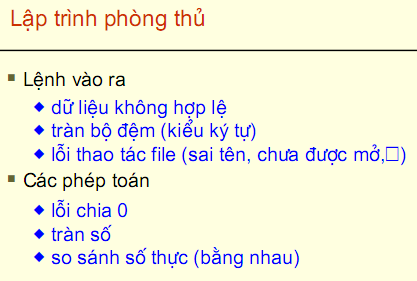 Lập trình phòng thủ
Lệnh vào ra
dữ liệu không hợp lệ
tràn bộ đệm (kiểu ký tự)
lỗi thao tác file (sai tên, chưa được mở,□)
Các phép toán
lỗi chia 0
tràn số
so sánh số thực (bằng nhau)